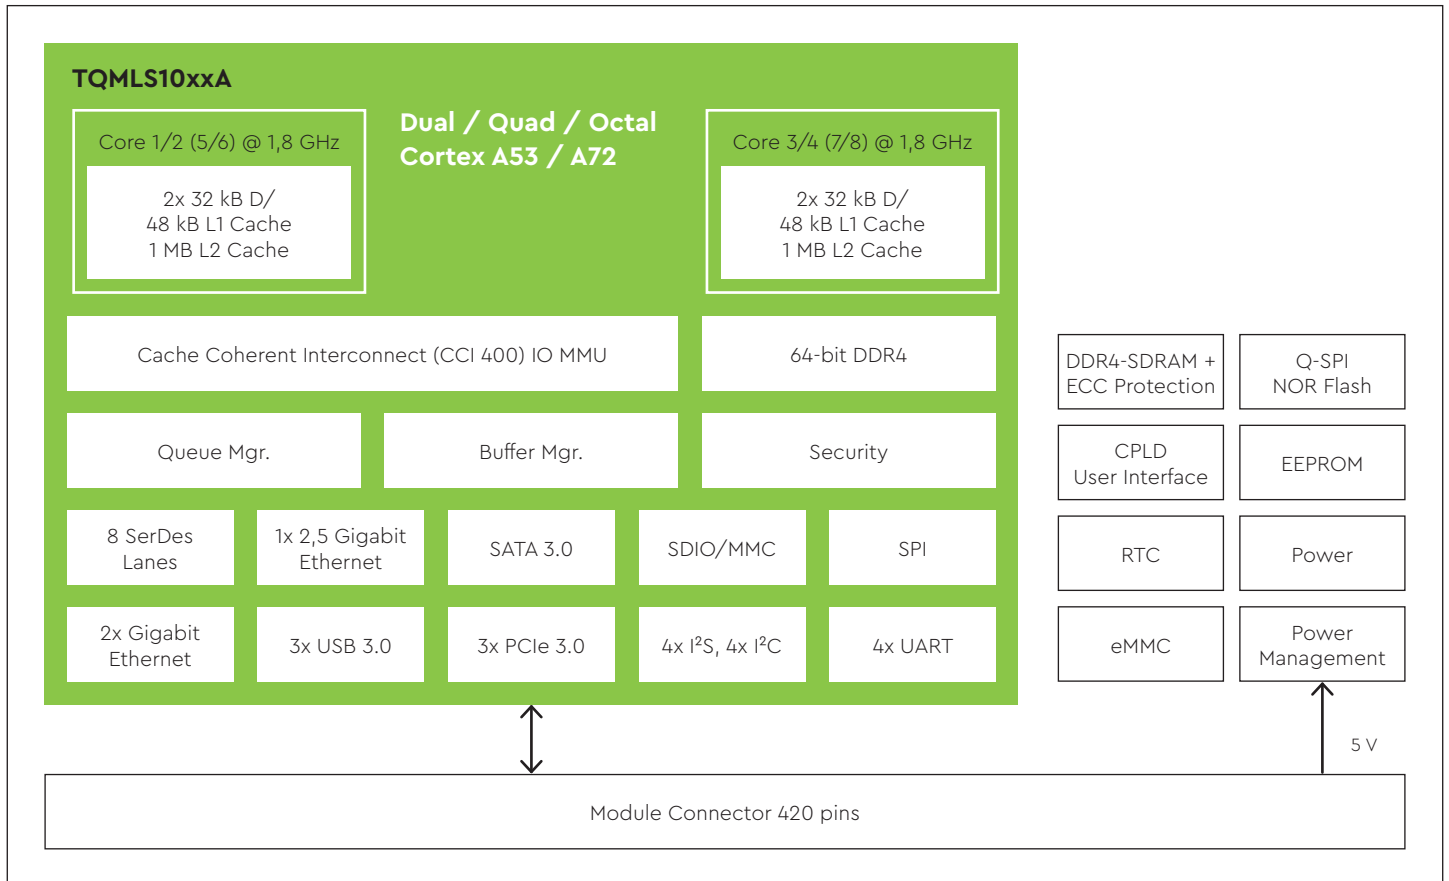 TQMLS10xxA
Core 1/2 (5/6) @ 1,8 GHz
2x 32 kB D/
48 kB L1 Cache
1 MB L2 Cache
Dual / Quad / Octal
Cortex A53 / A72
Core 3/4 (7/8) @ 1,8 GHz
2x 32 kB D/
48 kB L1 Cache
1 MB L2 Cache
Cache Coherent Interconnect (CCI 400) IO MMU
64-bit DDR4
Queue Mgr.
Buffer Mgr.
Security
8 SerDes
Lanes
1x 2,5 Gigabit
Ethernet
SATA 3.0
SDIO/MMC
SPI
2x Gigabit
Ethernet
3x USB 3.0
3x PCIe 3.0
4x I²S, 4x I²C
4x UART
DDR4-SDRAM +
ECC Protection
Q-SPI
NOR Flash
CPLD
User Interface
EEPROM
RTC
Power
eMMC
Power
Management
5 V
Module Connector 420 pins